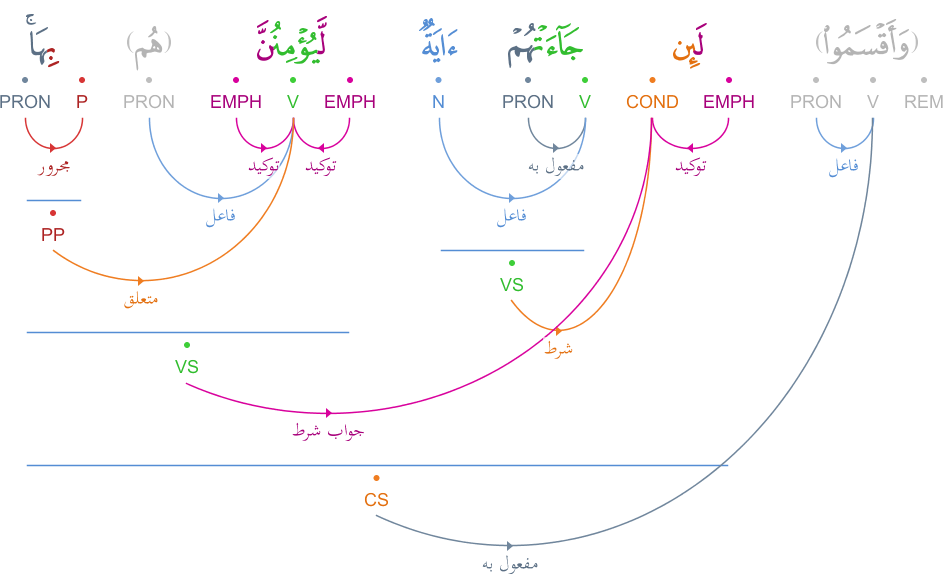 (وَأَقْسَمُوا۟) لَئِن جَآءَتْهُمْ ءَايَةٌ لَّيُؤْمِنُنَّ (هُم) بِهَا ۚ
REM V PRON EMPH COND V PRON N EMPH V EMPH PRON P PRON
فاعل توكيد مفعول به توكيد توكيد مجرور
فاعل فاعل
PP
VS
متعلق
شرط
VS
جواب شرط
CS
مفعول به